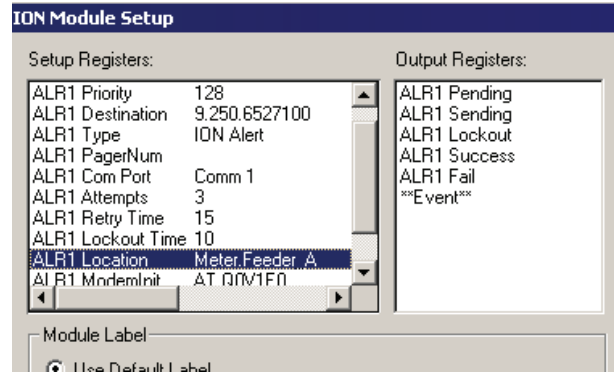 ION Module Setup
Setup Registers:
Output Registers:
ALR1 Priority 128
ALR1 Destination 9.250.6527100
ALR1 Type ION Alert
ALR1 PagerNum
ALR1 Com Port Comm 1
ALR1 Attempts 3
ALR1 Retry Time 15
ALR1 Lockout Time 10
ALR1 Location Meter.Feeder_A
ALR1 ModemInit AT Q0V1E0
ALR1 Pending
ALR1 Sending
ALR1 Lockout
ALR1 Success
ALR1 Fail
**Event**
Module Label
Use Default Label